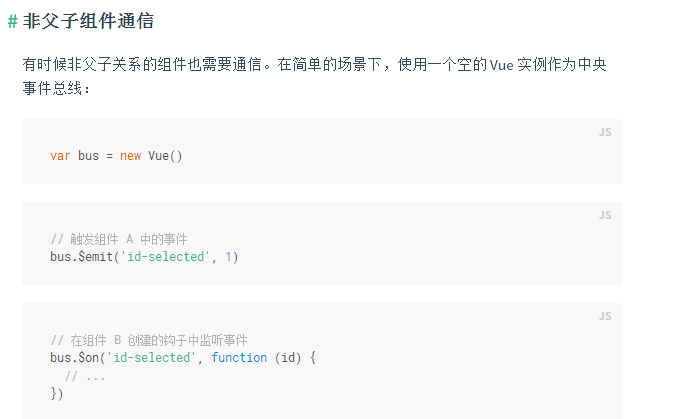 # 非父子组件通信
有时候非父子关系的组件也需要通信。在简单的场景下，使用一个空的 Vue 实例作为中央
事件总线：
JS
var bus = new Vue()
JS
// 触发组件 A 中的事件
bus.$emit('id-selected', 1)
JS
// 在组件 B 创建的钩子中监听事件
bus.$on('id-selected', function (id) {
// ...
})